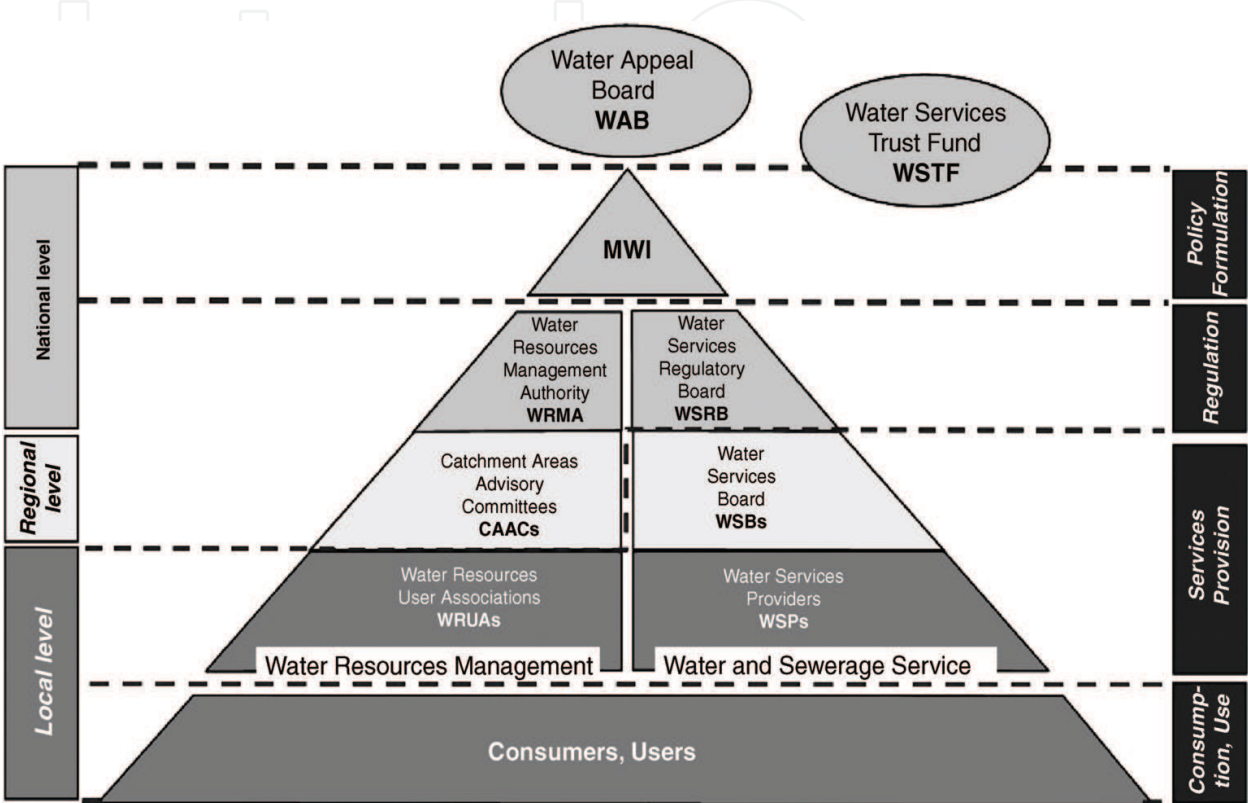 Water Appeal
Board
WAB
Water Services
Trust Fund
WSTF
National level
MWI
Policy
Formulation
Water
Resources
Management
Authority
WRMA
Water
Services
Regulatory
Board
WSRB
Regulation
Regional
level
Catchment Areas
Advisory
Committees
CAACs
Water
Services
Board
WSBs
Services
Provision
Local level
Water Resources
User Associations
WRUAs
Water Services
Providers
WSPs
Water Resources Management
Water and Sewerage Service
Consumers, Users
Consump-
tion, Use